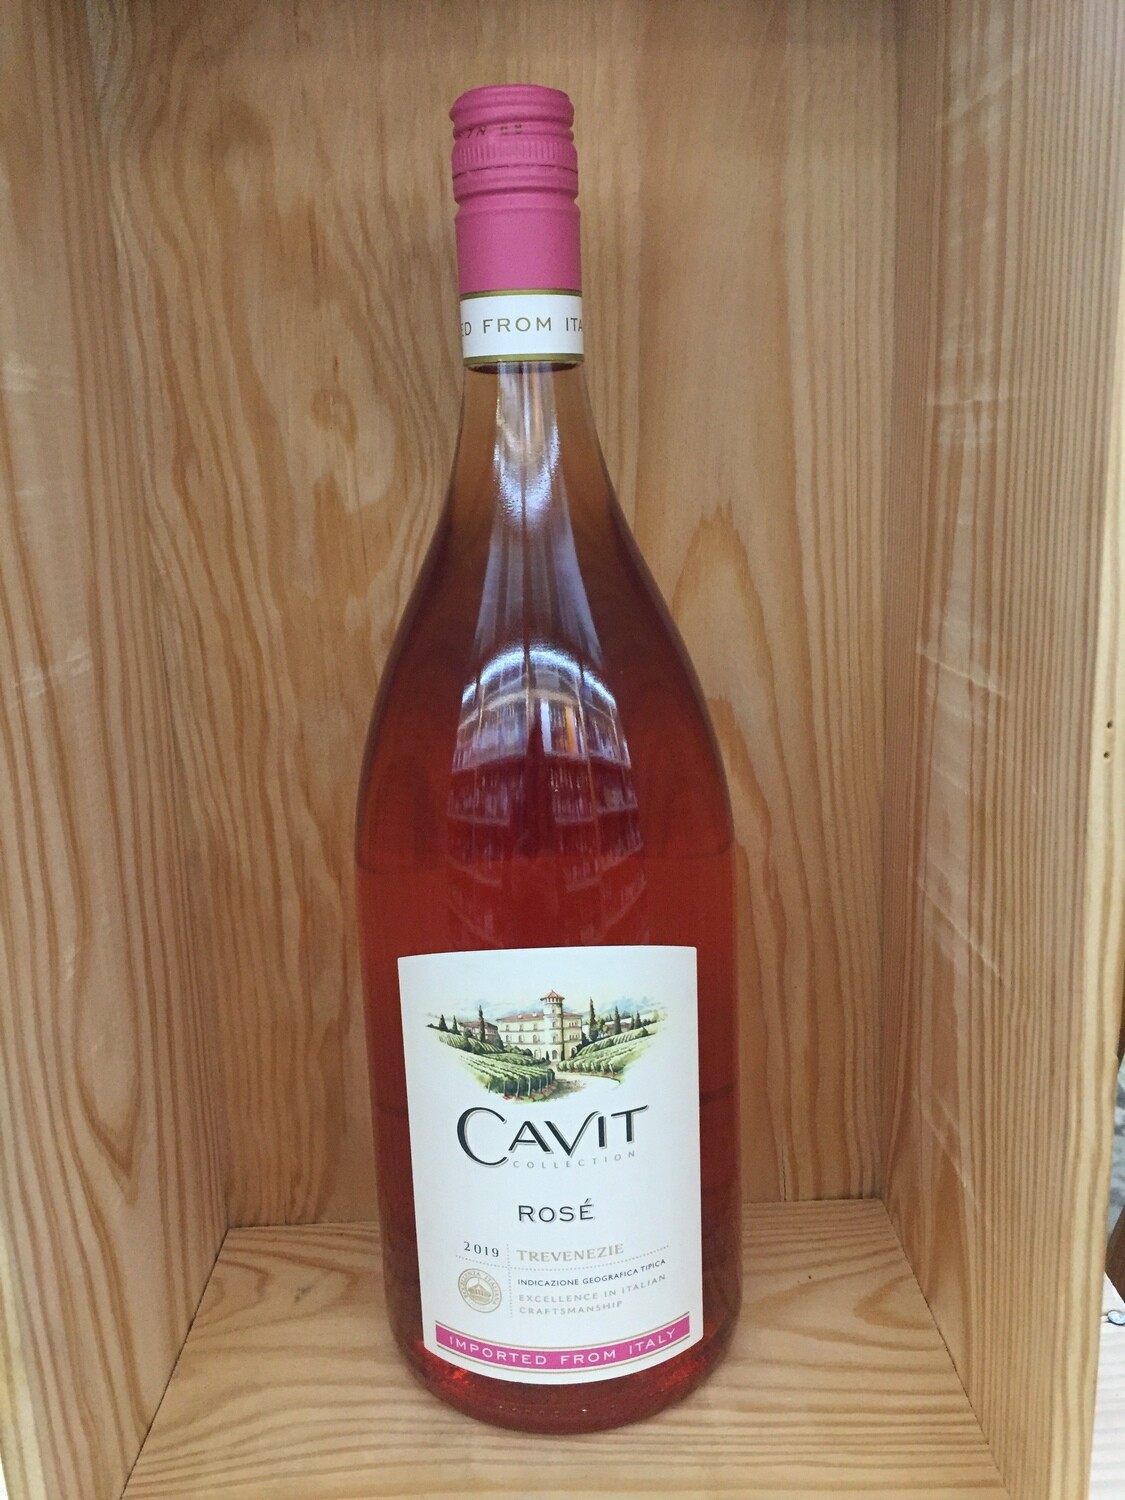 ED FROM ITA
CAVIT
COLLECTION
ROSÉ
2019 TREVENEZIE
INDICAZIONE GEOGRAFICA TIPICA
EXCELLENCE IN ITALIAN
CRAFTSMANSHIP
IMPORTED FROM ITALY